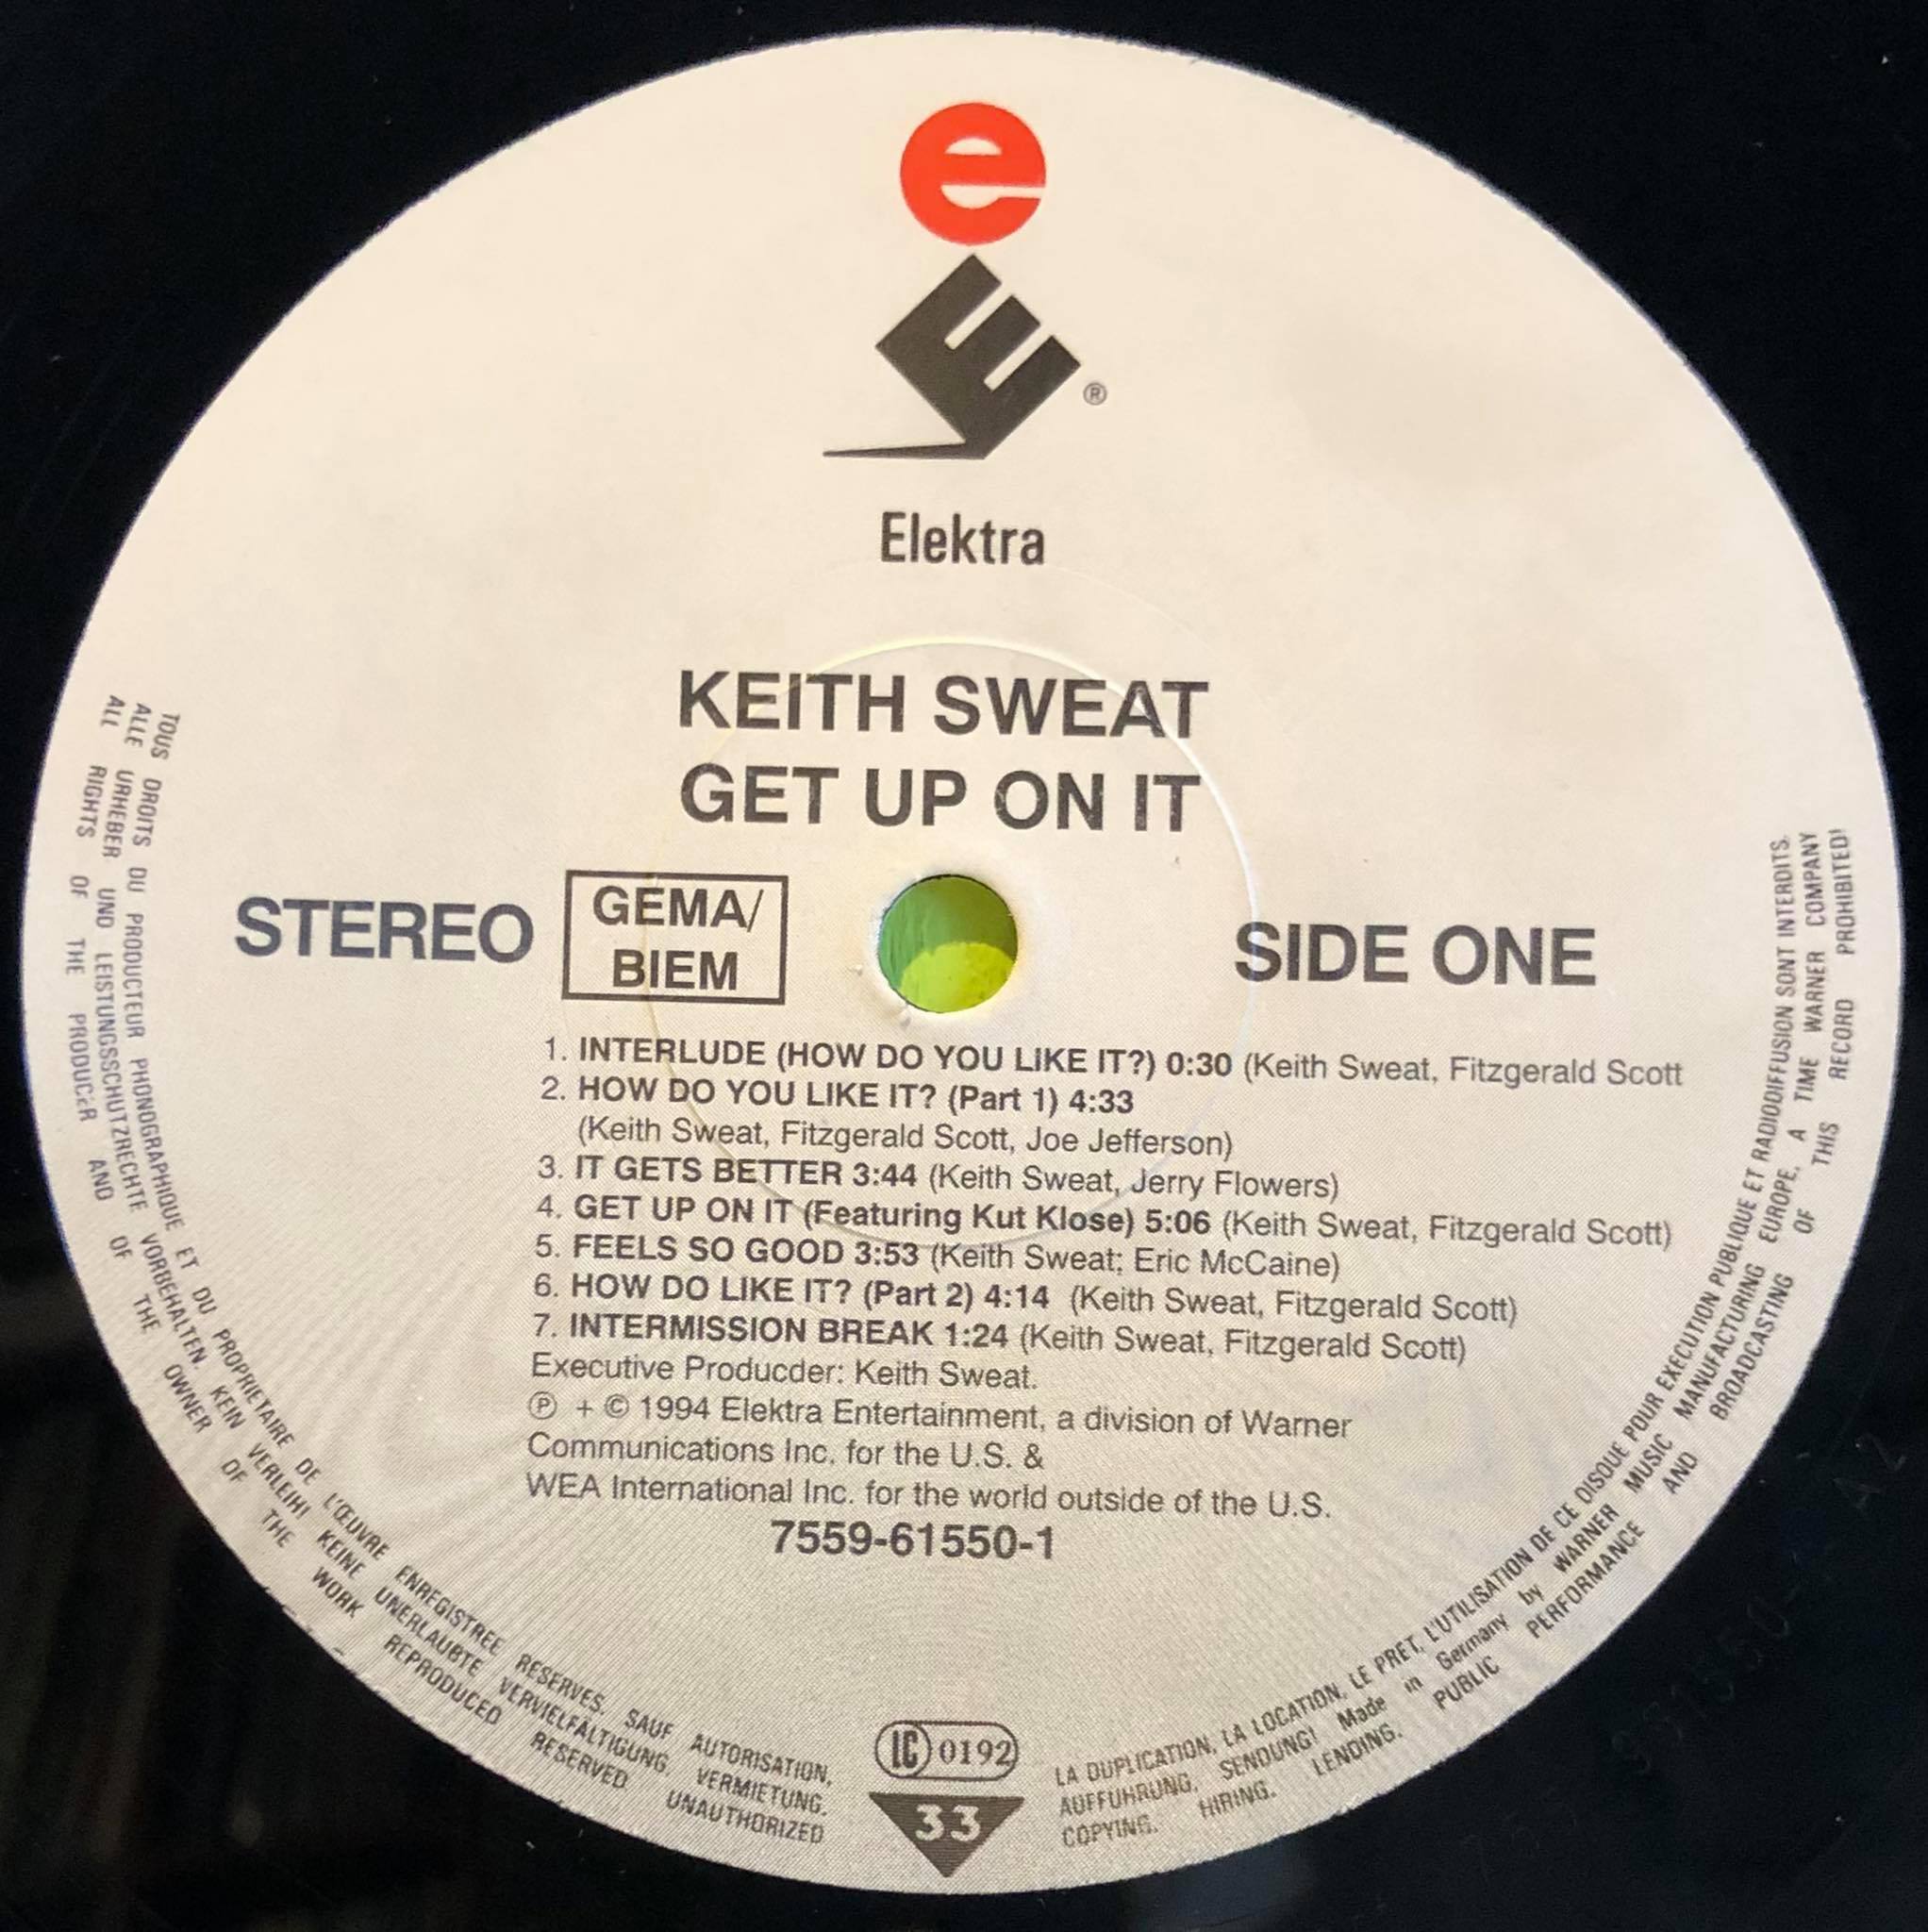 e
E®
Elektra
KEITH SWEAT
GET UP ON IT
STEREO
GEMA/
BIEM
SIDE ONE
1. INTERLUDE (HOW DO YOU LIKE IT?) 0:30 (Keith Sweat, Fitzgerald Scott
2. HOW DO YOU LIKE IT? (Part 1) 4:33
(Keith Sweat, Fitzgerald Scott, Joe Jefferson)
3. IT GETS BETTER 3:44 (Keith Sweat, Jerry Flowers)
4. GET UP ON IT (Featuring Kut Klose) 5:06 (Keith Sweat, Fitzgerald Scott)
5. FEELS SO GOOD 3:53 (Keith Sweat; Eric McCaine)
6. HOW DO LIKE IT? (Part 2) 4:14 (Keith Sweat, Fitzgerald Scott)
7. INTERMISSION BREAK 1:24 (Keith Sweat, Fitzgerald Scott)
Executive Producder: Keith Sweat.
℗ + © 1994 Elektra Entertainment, a division of Warner
Communications Inc. for the U.S. &
WEA International Inc. for the world outside of the U.S.
7559-61550-1
LC 0192
33
TOUS DROITS DU PRODUCTEUR PHONOGRAPHIQUE ET DU PROPRIETAIRE DE L'ŒUVRE ENREGISTREE RESERVES. SAUF AUTORISATION, LA DUPLICATION, LA LOCATION, LE PRET, L'UTILISATION DE CE DISQUE POUR EXECUTION PUBLIQUE ET RADIODIFFUSION SONT INTERDITS.
ALLE URHEBER UND LEISTUNGSSCHUTZRECHTE VORBEHALTEN. KEIN VERLEIH! KEINE UNERLAUBTE VERVIELFÄLTIGUNG, VERMIETUNG. AUFFÜHRUNG, SENDUNG! Made in Germany by WARNER MUSIC MANUFACTURING EUROPE, A TIME WARNER COMPANY
ALL RIGHTS OF THE PRODUCER AND OF THE OWNER OF THE WORK REPRODUCED RESERVED UNAUTHORIZED COPYING. HIRING. LENDING. PUBLIC PERFORMANCE AND BROADCASTING OF THIS RECORD PROHIBITED!